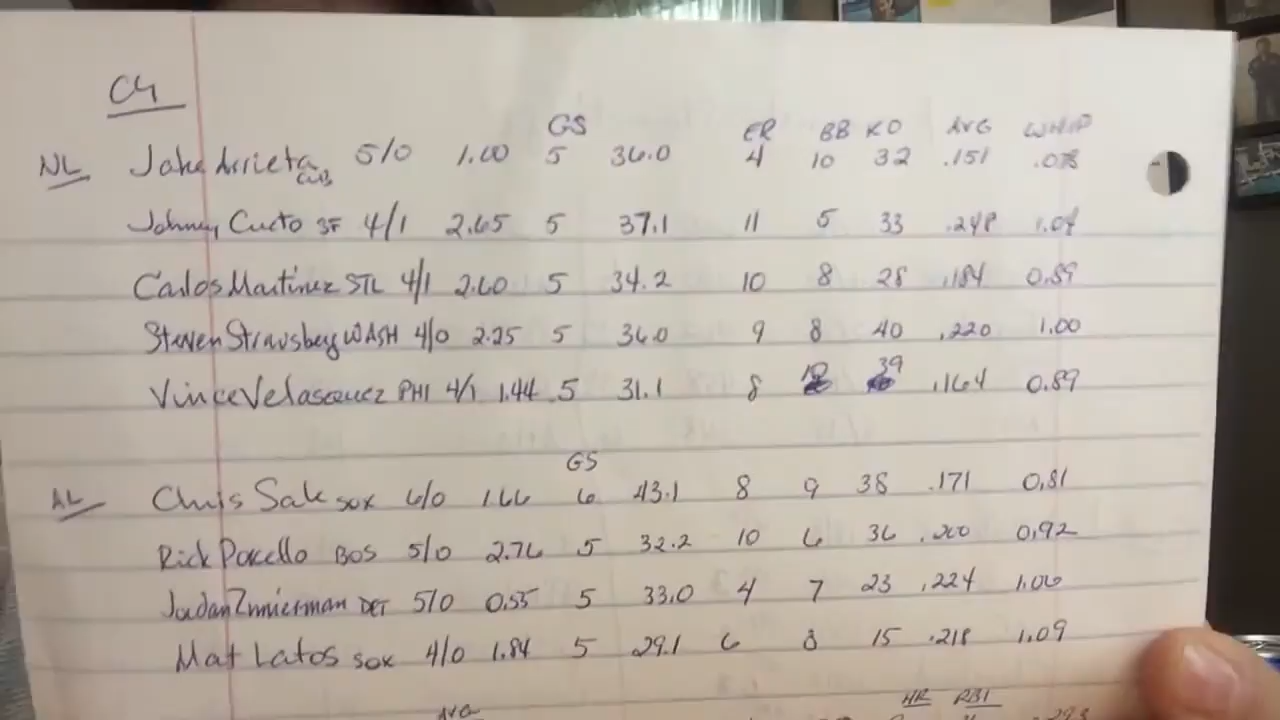 CY
GS ER BB KO AVG WHIP
NL Jake Arrieta Cubs 5/0 1.00 5 36.0 4 10 32 .151
Johnny Cueto SF 4/1 2.65 5 37.1 11 5 33 .248 1.04
Carlos Martinez STL 4/1 2.60 5 34.2 10 8 28 .184 0.89
Steven Strausberg WASH 4/0 2.25 5 36.0 9 8 40 .220 1.00
Vince Velasquez PHI 4/1 1.44 5 31.1 8 39 .164 0.89
GS
AL Chris Sale SOX 6/0 1.66 6 43.1 8 9 38 .171 0.81
Rick Porcello BOS 5/0 2.76 5 32.2 10 6 36 .200 0.92
Jordan Zimmerman DET 5/0 0.55 5 33.0 4 7 23 .224 1.06
Mat Latos SOX 4/0 1.84 5 29.1 6 8 15 .218 1.09
AVG HR RBI
.293